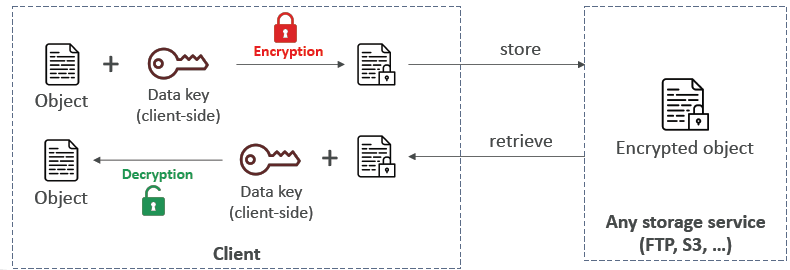 Encryption
store
+
Object
Data key
(client-side)
Encrypted object
retrieve
+
Decryption
Object
Data key
(client-side)
Client
Any storage service
(FTP, S3, ...)